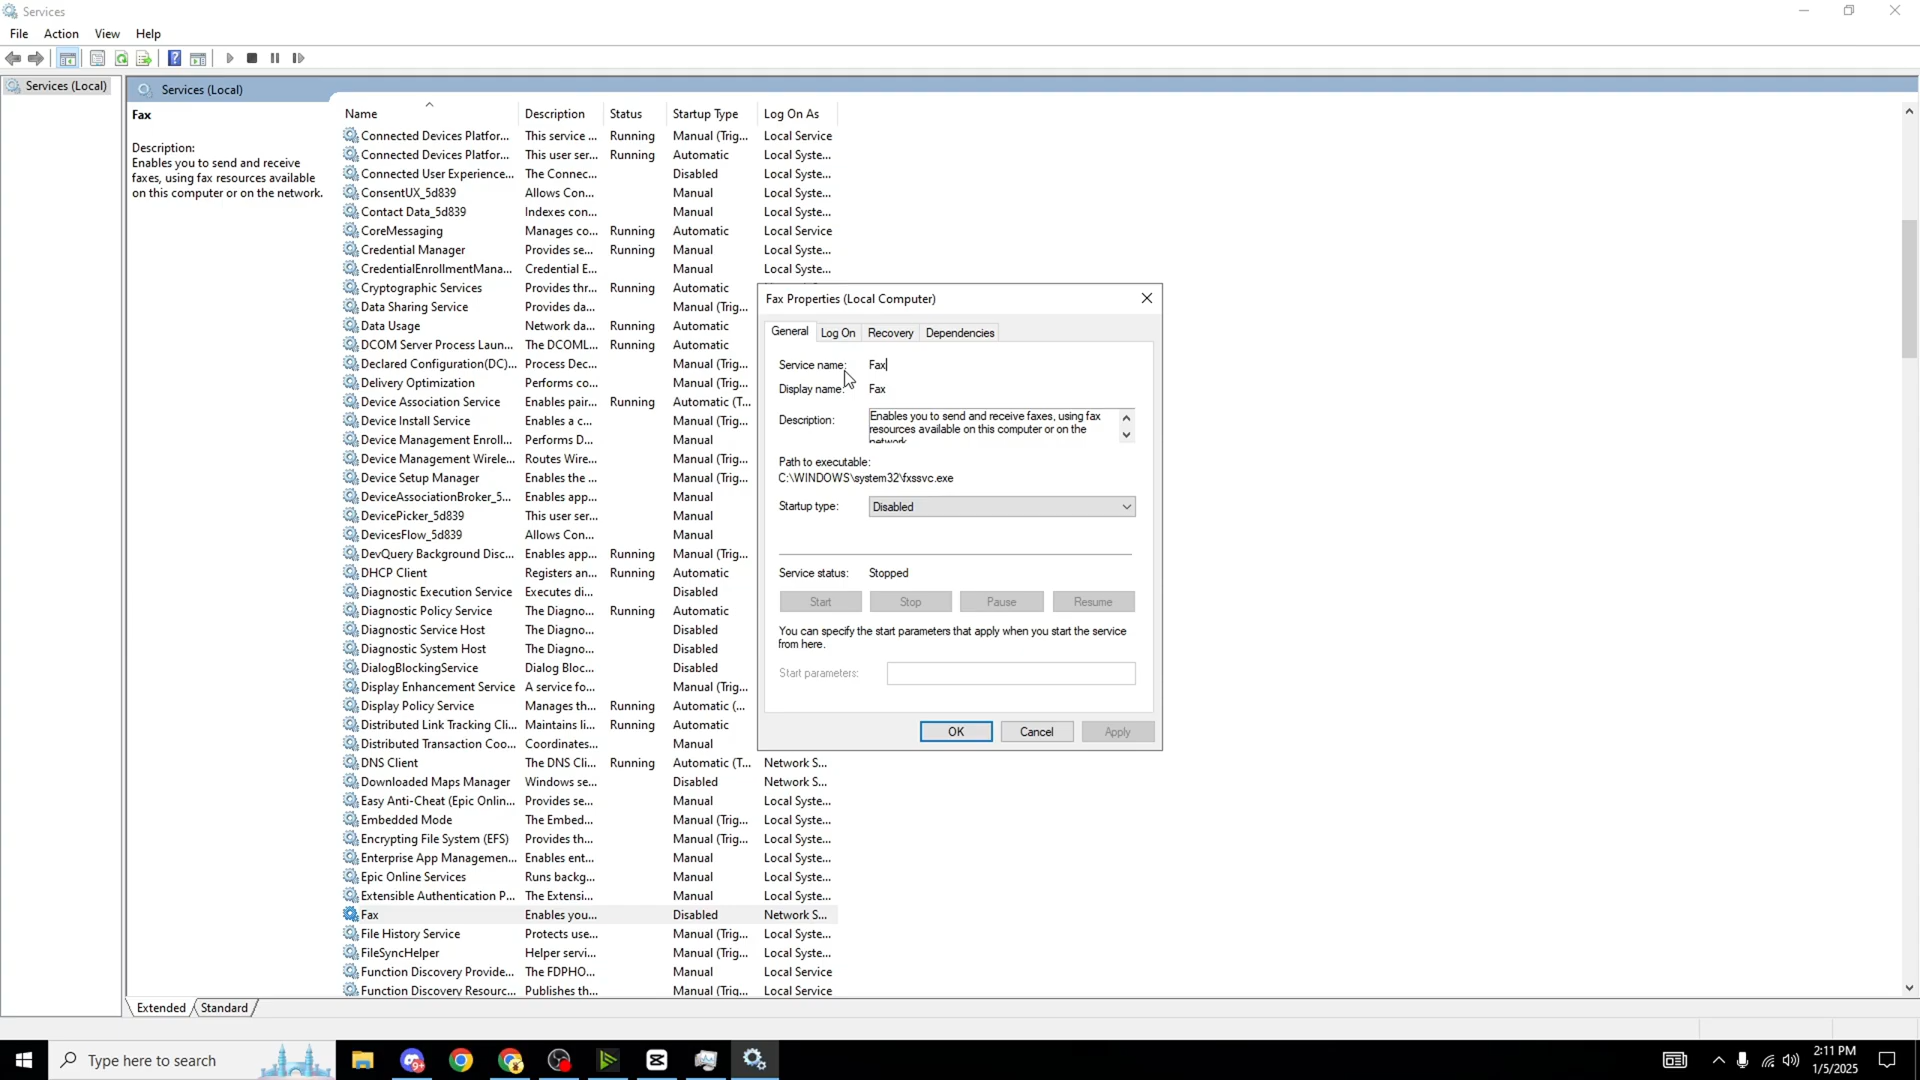 Services
File Action View Help
Services (Local)
Services (Local)
Fax
Description:
Enables you to send and receive
faxes, using fax resources available
on this computer or on the network.
Name Description Status Startup Type Log On As
Connected Devices Platfor... This service ... Running Manual (Trig... Local Service
Connected Devices Platfor... This user ser... Running Automatic Local Syste...
Connected User Experience... The Connec... Disabled Local Syste...
ConsentUX_5d839 Allows Con... Manual Local Syste...
Contact Data_5d839 Indexes con... Manual Local Syste...
CoreMessaging Manages co... Running Automatic Local Service
Credential Manager Provides se... Running Manual Local Syste...
CredentialEnrollmentMana... Credential E... Manual Local Syste...
Cryptographic Services Provides thr... Running Automatic
Data Sharing Service Provides da... Manual (Trig...
Data Usage Network da... Running Automatic
DCOM Server Process Laun... The DCOML... Running Automatic
Declared Configuration(DC)... Process Dec... Manual (Trig...
Delivery Optimization Performs co... Manual (Trig...
Device Association Service Enables pair... Running Automatic (T...
Device Install Service Enables a c... Manual (Trig...
Device Management Enroll... Performs D... Manual
Device Management Wirele... Routes Wire... Manual (Trig...
Device Setup Manager Enables the ... Manual (Trig...
DeviceAssociationBroker_5... Enables app... Manual
DevicePicker_5d839 This user ser... Manual
DevicesFlow_5d839 Allows Con... Manual
DevQuery Background Disc... Enables app... Running Manual (Trig...
DHCP Client Registers an... Running Automatic
Diagnostic Execution Service Executes di... Disabled
Diagnostic Policy Service The Diagno... Running Automatic
Diagnostic Service Host The Diagno... Disabled
Diagnostic System Host The Diagno... Disabled
DialogBlockingService Dialog Bloc... Disabled
Display Enhancement Service A service fo... Manual (Trig...
Display Policy Service Manages th... Running Automatic (...
Distributed Link Tracking Cli... Maintains li... Running Automatic
Distributed Transaction Coo... Coordinates... Manual
DNS Client The DNS Cli... Running Automatic (T... Network S...
Downloaded Maps Manager Windows se... Disabled Network S...
Easy Anti-Cheat (Epic Onlin... Provides se... Manual Local Syste...
Embedded Mode The Embed... Manual (Trig... Local Syste...
Encrypting File System (EFS) Provides th... Manual (Trig... Local Syste...
Enterprise App Managemen... Enables ent... Manual Local Syste...
Epic Online Services Runs backg... Manual Local Syste...
Extensible Authentication P... The Extensi... Manual Local Syste...
Fax Enables you... Disabled Network S...
File History Service Protects use... Manual (Trig... Local Syste...
FileSyncHelper Helper servi... Manual (Trig... Local Syste...
Function Discovery Provide... The FDPHO... Manual Local Service
Function Discovery Resourc... Publishes th... Manual (Trig... Local Service
Fax Properties (Local Computer)
General Log On Recovery Dependencies
Service name: Fax
Display name: Fax
Description: Enables you to send and receive faxes, using fax
resources available on this computer or on the
network.
Path to executable:
C:\WINDOWS\system32\fxssvc.exe
Startup type: Disabled
Service status: Stopped
Start Stop Pause Resume
You can specify the start parameters that apply when you start the service
from here.
Start parameters:
OK Cancel Apply
Extended Standard
Type here to search
9+
2:11 PM
1/5/2025